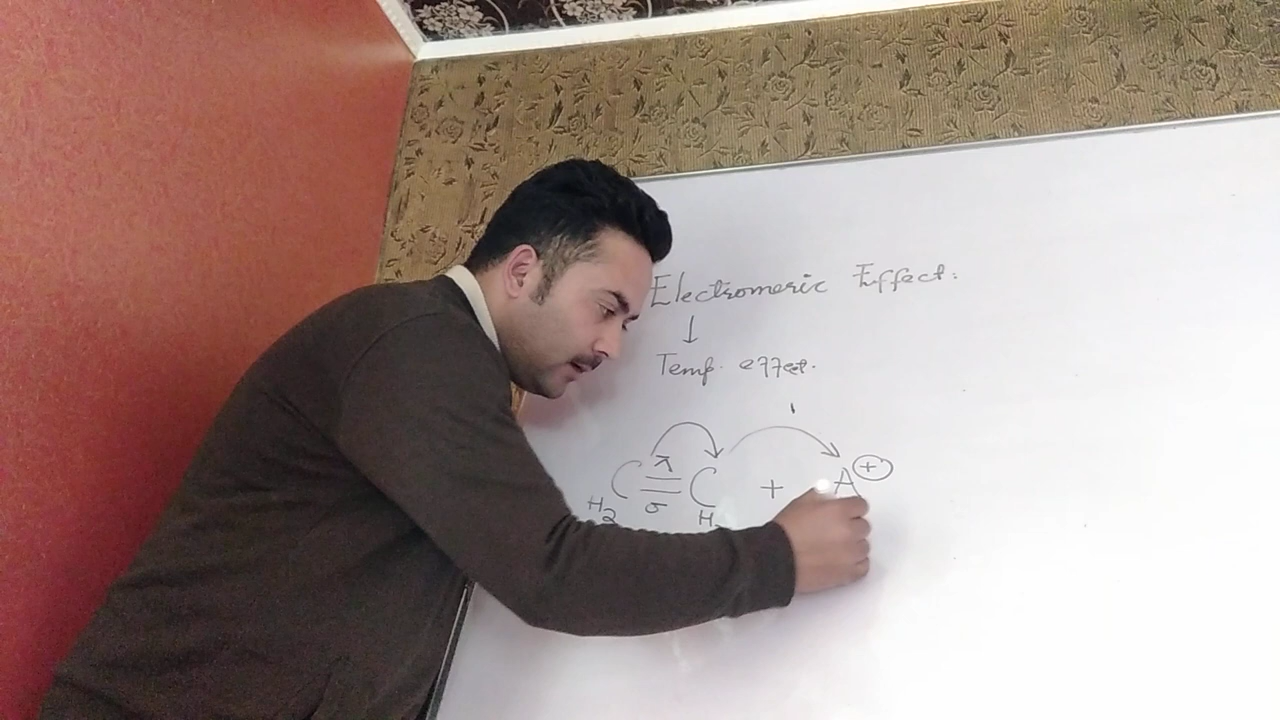 Electromeric Effect:
↓
Temp. effect.
π
C = C + A⊕
H2 σ H